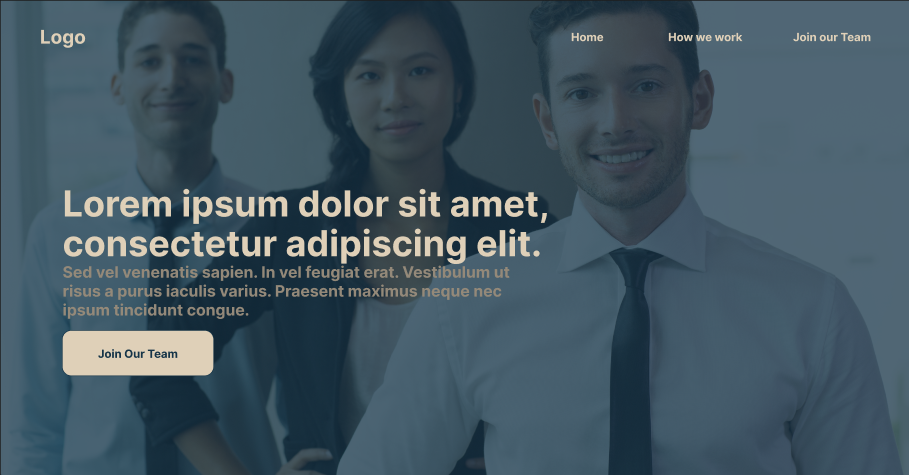 Logo
Home How we work Join our Team
Lorem ipsum dolor sit amet,
consectetur adipiscing elit.
Sed vel venenatis sapien. In vel feugiat erat. Vestibulum ut
risus a purus iaculis varius. Praesent maximus neque nec
ipsum tincidunt congue.
Join Our Team